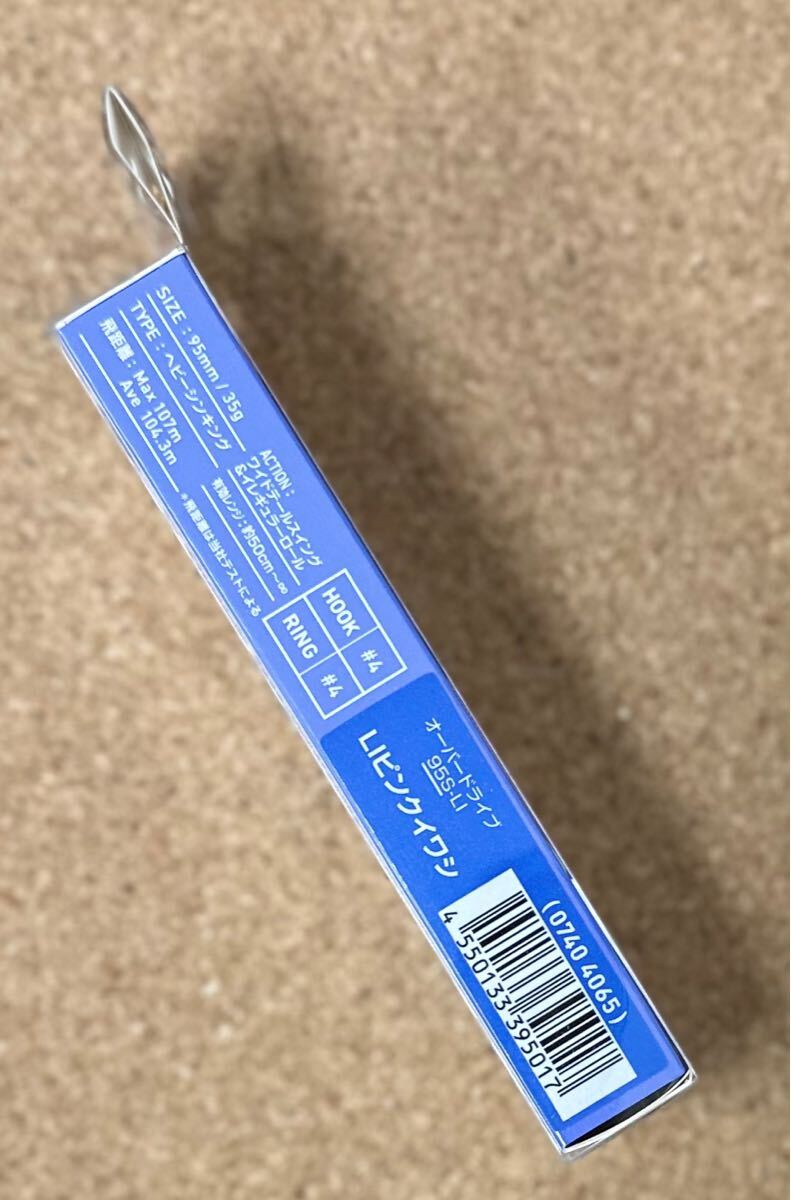 SIZE : 95mm / 35g
TYPE : ヘビーシンキング
飛距離 : Max 107m
Ave 104.3m
ACTION :
ワイドテールスイング
&イレギュラーロール
有効レンジ : 約50cm～∞
*飛距離は当社テストによる
HOOK #4
RING #4
オーバードライブ
95S-LI
LIピンクイワシ
(0740 4065)
4 550133 395017